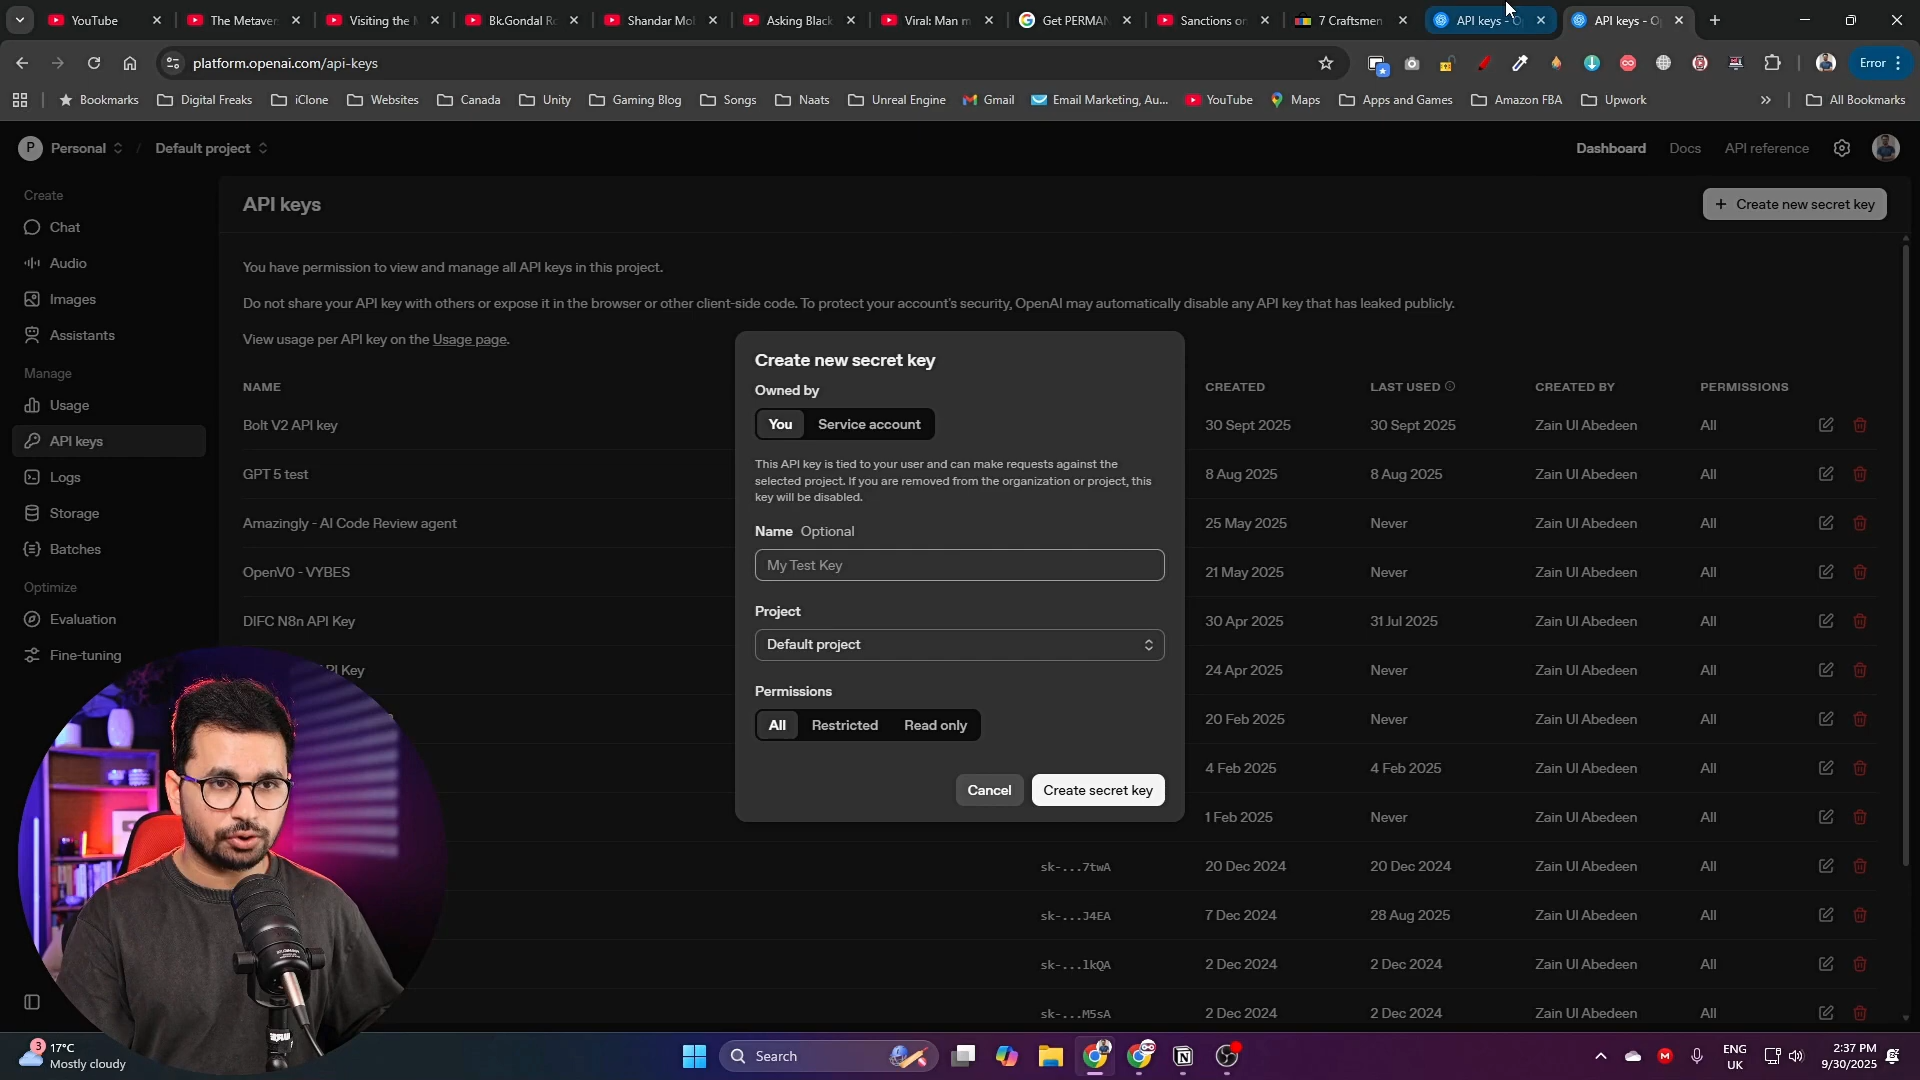 YouTube
The Metaver
Visiting the
Bk.Gondal Ro
Shandar Mo
Asking Black
Viral: Man m
Get PERMAN
Sanctions on
7 Craftsmen
API keys - O
API keys - O
platform.openai.com/api-keys
Error
Bookmarks
Digital Freaks
iClone
Websites
Canada
Unity
Gaming Blog
Songs
Naats
Unreal Engine
Gmail
Email Marketing, Au...
YouTube
Maps
Apps and Games
Amazon FBA
Upwork
All Bookmarks
P Personal / Default project
Dashboard
Docs
API reference
Create
Chat
Audio
Images
Assistants
Manage
Usage
API keys
Logs
Storage
Batches
Optimize
Evaluation
Fine-tuning
API keys
+ Create new secret key
You have permission to view and manage all API keys in this project.
Do not share your API key with others or expose it in the browser or other client-side code. To protect your account's security, OpenAI may automatically disable any API key that has leaked publicly.
View usage per API key on the Usage page.
NAME CREATED LAST USED CREATED BY PERMISSIONS
Bolt V2 API key 30 Sept 2025 30 Sept 2025 Zain Ul Abedeen All
GPT 5 test 8 Aug 2025 8 Aug 2025 Zain Ul Abedeen All
Amazingly - AI Code Review agent 25 May 2025 Never Zain Ul Abedeen All
OpenV0 - VYBES 21 May 2025 Never Zain Ul Abedeen All
DIFC N8n API Key 30 Apr 2025 31 Jul 2025 Zain Ul Abedeen All
Key 24 Apr 2025 Never Zain Ul Abedeen All
20 Feb 2025 Never Zain Ul Abedeen All
4 Feb 2025 4 Feb 2025 Zain Ul Abedeen All
1 Feb 2025 Never Zain Ul Abedeen All
sk-...7twA 20 Dec 2024 20 Dec 2024 Zain Ul Abedeen All
sk-...J4EA 7 Dec 2024 28 Aug 2025 Zain Ul Abedeen All
sk-...lkQA 2 Dec 2024 2 Dec 2024 Zain Ul Abedeen All
sk-...M5sA 2 Dec 2024 2 Dec 2024 Zain Ul Abedeen All
Create new secret key
Owned by
You Service account
This API key is tied to your user and can make requests against the
selected project. If you are removed from the organization or project, this
key will be disabled.
Name Optional
My Test Key
Project
Default project
Permissions
All Restricted Read only
Cancel Create secret key
3
17°C
Mostly cloudy
Search
ENG
UK
2:37 PM
9/30/2025